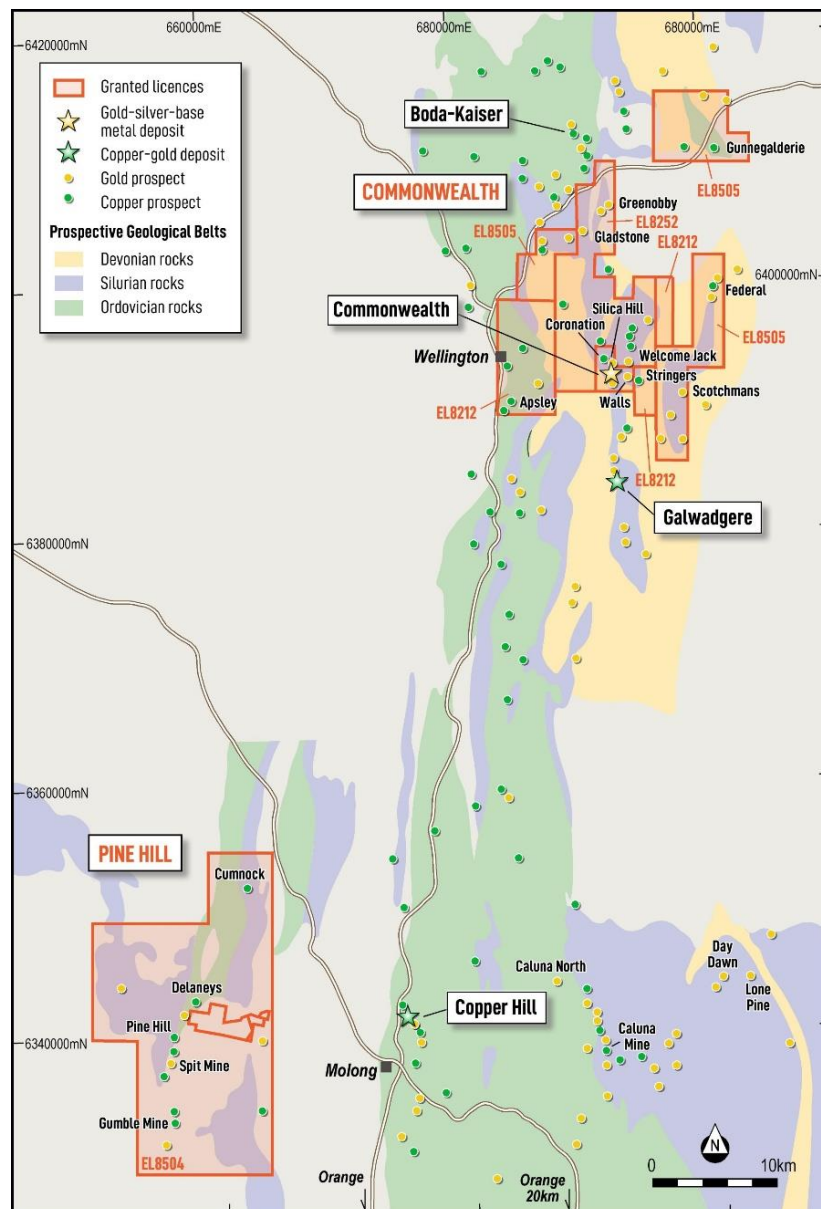 660000mE
680000mE
680000mE
6420000mN
Granted licences
Gold-silver-base
metal deposit
Copper-gold deposit
Gold prospect
Copper prospect
Prospective Geological Belts
Devonian rocks
Silurian rocks
Ordovician rocks
Boda-Kaiser
Gunnegalderie
EL8505
COMMONWEALTH
Greenobby
EL8252
EL8505
Gladstone
EL8212
6400000mN
Federal
Commonwealth
Silica Hill
Coronation
EL8505
Wellington
Welcome Jack
Stringers
Scotchmans
Walls
Apsley
EL8212
EL8212
Galwadgere
6380000mN
6360000mN
PINE HILL
Cumnock
Day
Dawn
Caluna North
Lone
Pine
Delaneys
Copper Hill
Caluna
Mine
Pine Hill
6340000mN
Spit Mine
Molong
Gumble Mine
EL8504
N
0
10km
Orange
Orange
20km